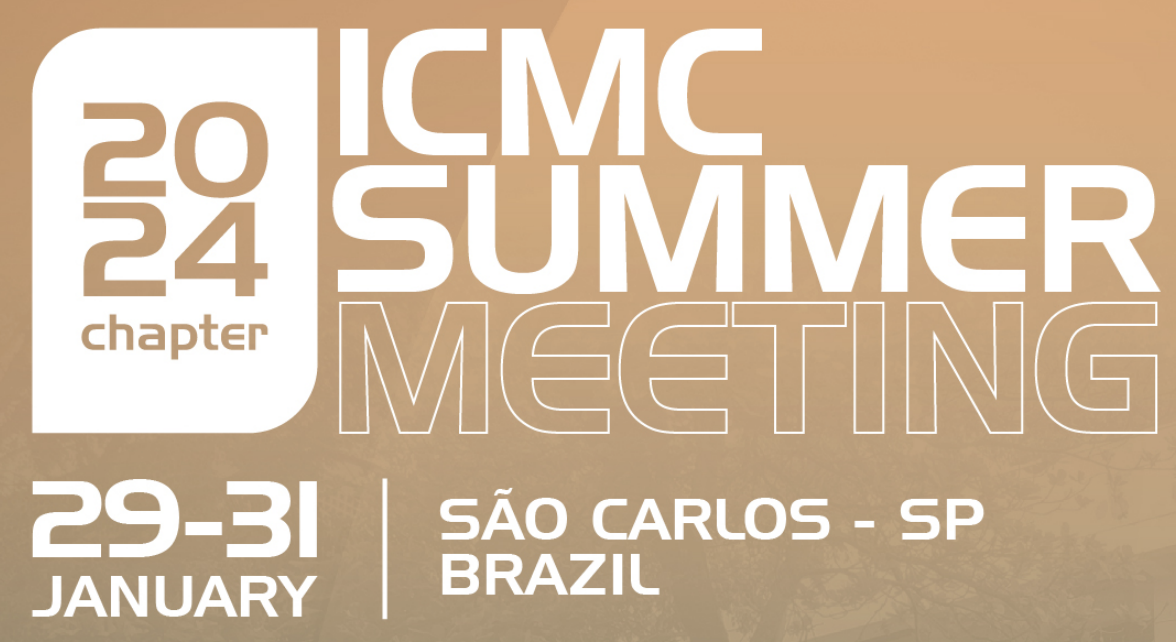 20
24
chapter
ICMC
SUMMER
MEETING
29-31
JANUARY
SÃO CARLOS - SP
BRAZIL